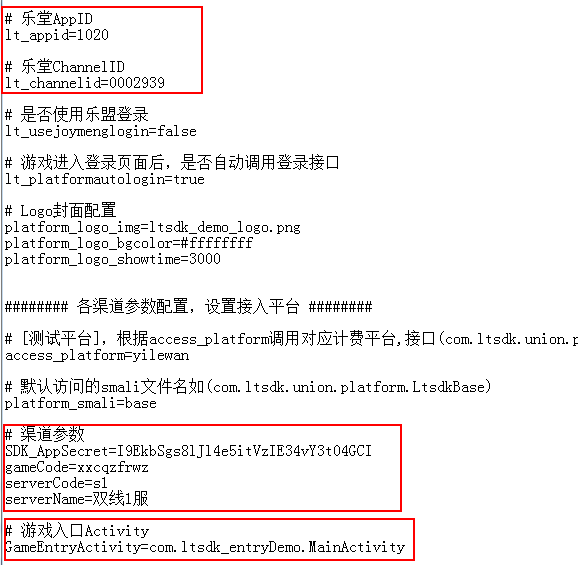 # 乐堂AppID
lt_appid=1020
# 乐堂ChannelID
lt_channelid=0002939
# 是否使用乐盟登录
lt_usejoymenglogin=false
# 游戏进入登录页面后，是否自动调用登录接口
lt_platformautologin=true
# Logo封面配置
platform_logo_img=ltsdk_demo_logo.png
platform_logo_bgcolor=#ffffffff
platform_logo_showtime=3000
######## 各渠道参数配置，设置接入平台 ########
# [测试平台]，根据access_platform调用对应计费平台,接口(com.ltsdk.union.p
access_platform=yilewan
# 默认访问的smali文件名如(com.ltsdk.union.platform.LtsdkBase)
platform_smali=base
# 渠道参数
SDK_AppSecret=I9EkbSgs8lJl4e5itVzIE34vY3t04GCI
gameCode=xxcqzfrwz
serverCode=s1
serverName=双线1服
# 游戏入口Activity
GameEntryActivity=com.ltsdk_entryDemo.MainActivity